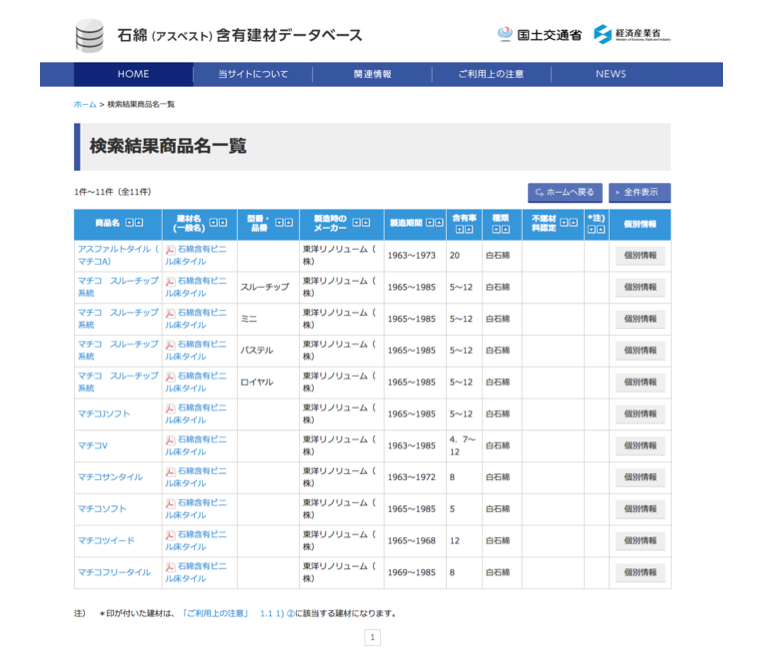 石綿 (アスベスト) 含有建材データベース
国土交通省
経済産業省
HOME 当サイトについて 関連情報 ご利用上の注意 NEWS
ホーム > 検索結果商品名一覧
検索結果商品名一覧
1件～11件（全11件）
ホームへ戻る 全件表示
商品名 建材名(一般名) 型番・品番 製造時のメーカー 製造期間 含有率 種類 不燃材料認定 *注) 個別情報
アスファルトタイル（マチコA） 石綿含有ビニル床タイル 東洋リノリューム（株） 1963～1973 20 白石綿 個別情報
マチコ　スルーチップ系統 石綿含有ビニル床タイル スルーチップ 東洋リノリューム（株） 1965～1985 5～12 白石綿 個別情報
マチコ　スルーチップ系統 石綿含有ビニル床タイル ミニ 東洋リノリューム（株） 1965～1985 5～12 白石綿 個別情報
マチコ　スルーチップ系統 石綿含有ビニル床タイル パステル 東洋リノリューム（株） 1965～1985 5～12 白石綿 個別情報
マチコ　スルーチップ系統 石綿含有ビニル床タイル ロイヤル 東洋リノリューム（株） 1965～1985 5～12 白石綿 個別情報
マチコJソフト 石綿含有ビニル床タイル 東洋リノリューム（株） 1965～1985 5～12 白石綿 個別情報
マチコV 石綿含有ビニル床タイル 東洋リノリューム（株） 1963～1985 4．7～12 白石綿 個別情報
マチコサンタイル 石綿含有ビニル床タイル 東洋リノリューム（株） 1963～1972 8 白石綿 個別情報
マチコソフト 石綿含有ビニル床タイル 東洋リノリューム（株） 1965～1985 5 白石綿 個別情報
マチコツイード 石綿含有ビニル床タイル 東洋リノリューム（株） 1965～1968 12 白石綿 個別情報
マチコフリータイル 石綿含有ビニル床タイル 東洋リノリューム（株） 1969～1985 8 白石綿 個別情報
注)　＊印が付いた建材は、「ご利用上の注意」　1.1 1) ②に該当する建材になります。
1